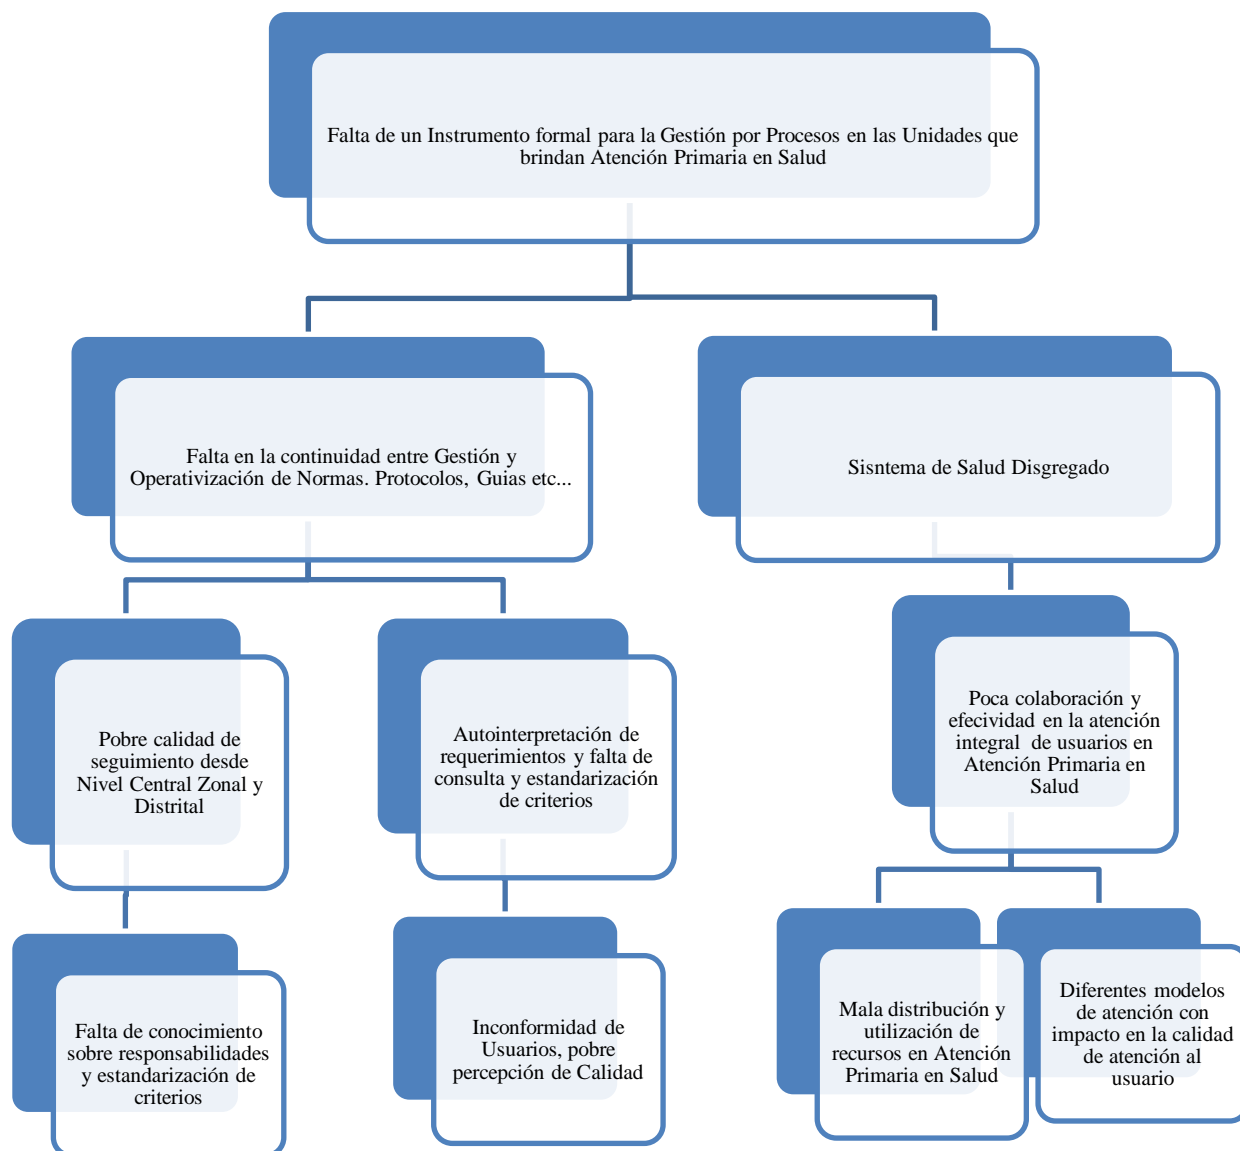 Falta de un Instrumento formal para la Gestión por Procesos en las Unidades que
brindan Atención Primaria en Salud
Falta en la continuidad entre Gestión y
Operativización de Normas. Protocolos, Guias etc...
Sisntema de Salud Disgregado
Pobre calidad de
seguimiento desde
Nivel Central Zonal y
Distrital
Autointerpretación de
requerimientos y falta de
consulta y estandarización
de criterios
Poca colaboración y
efecividad en la atención
integral de usuarios en
Atención Primaria en
Salud
Falta de conocimiento
sobre responsabilidades
y estandarización de
criterios
Inconformidad de
Usuarios, pobre
percepción de Calidad
Mala distribución y
utilización de
recursos en Atención
Primaria en Salud
Diferentes modelos
de atención con
impacto en la calidad
de atención al
usuario